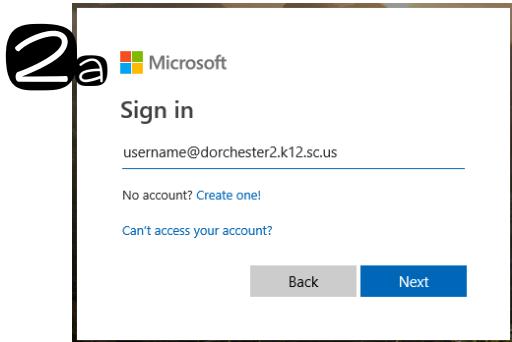 2a
Microsoft
Sign in
username@dorchester2.k12.sc.us
No account? Create one!
Can't access your account?
Back Next